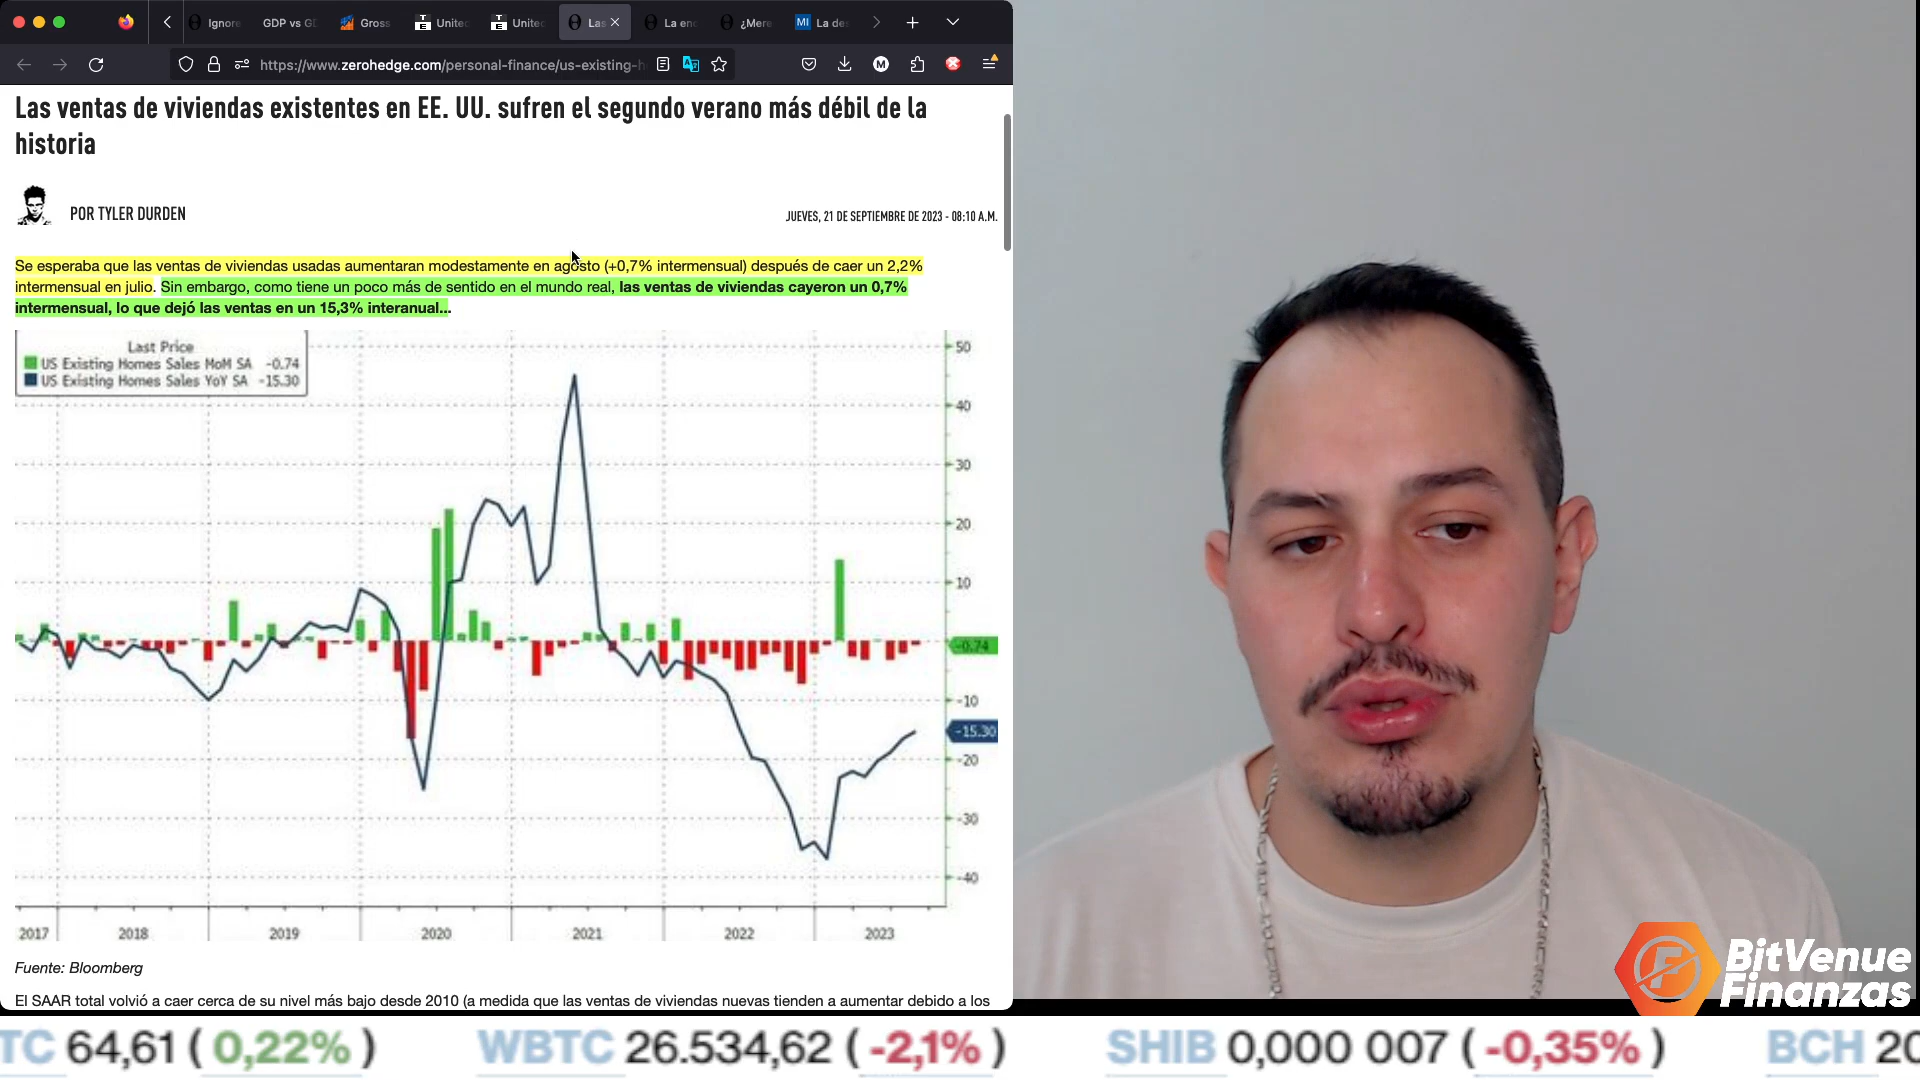 Ignore
GDP vs G
Gross
United
United
Las
La en
¿Mere
MI La de
https://www.zerohedge.com/personal-finance/us-existing-h
M
Las ventas de viviendas existentes en EE. UU. sufren el segundo verano más débil de la
historia
POR TYLER DURDEN
JUEVES, 21 DE SEPTIEMBRE DE 2023 - 08:10 A.M.
Se esperaba que las ventas de viviendas usadas aumentaran modestamente en agosto (+0,7% intermensual) después de caer un 2,2%
intermensual en julio. Sin embargo, como tiene un poco más de sentido en el mundo real, las ventas de viviendas cayeron un 0,7%
intermensual, lo que dejó las ventas en un 15,3% interanual...
Last Price
US Existing Homes Sales MoM SA -0.74
US Existing Homes Sales YoY SA -15.30
50
40
30
20
10
-0.74
-10
-15.30
-20
-30
-40
2017 2018 2019 2020 2021 2022 2023
Fuente: Bloomberg
El SAAR total volvió a caer cerca de su nivel más bajo desde 2010 (a medida que las ventas de viviendas nuevas tienden a aumentar debido a los
BitVenue
Finanzas
TC 64,61 ( 0,22% ) WBTC 26.534,62 ( -2,1% ) SHIB 0,000 007 ( -0,35% ) BCH 20